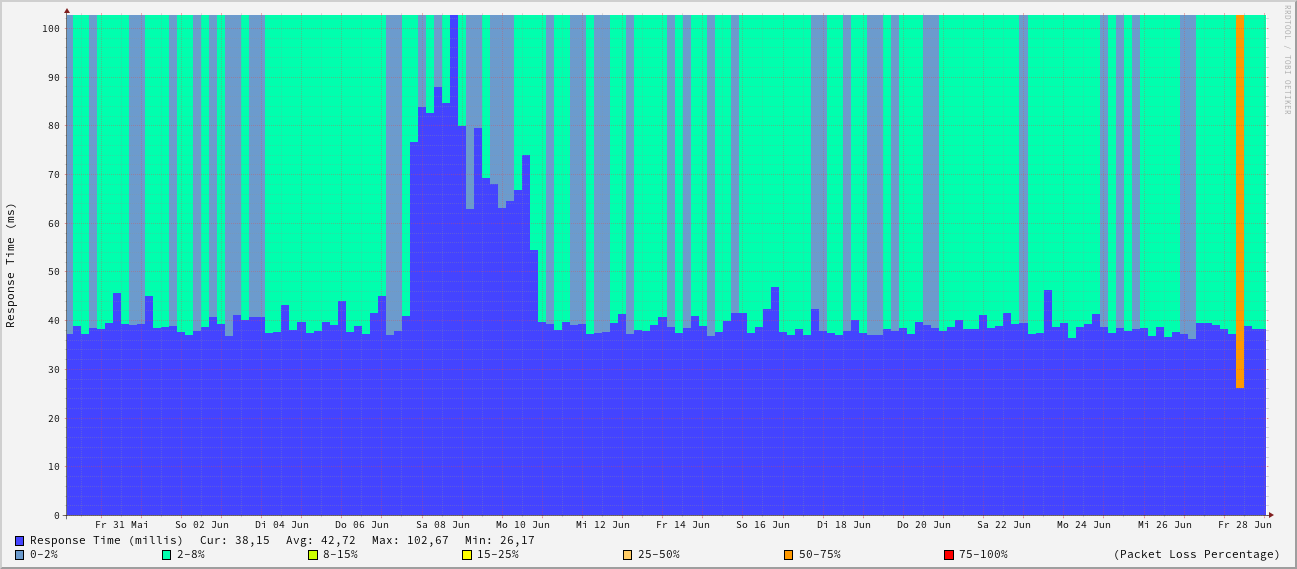 RRDTOOL / TOBI OETIKER
Response Time (ms)
100
90
80
70
60
50
40
30
20
10
0
Fr 31 Mai So 02 Jun Di 04 Jun Do 06 Jun Sa 08 Jun Mo 10 Jun Mi 12 Jun Fr 14 Jun So 16 Jun Di 18 Jun Do 20 Jun Sa 22 Jun Mo 24 Jun Mi 26 Jun Fr 28 Jun
Response Time (millis) Cur: 38,15 Avg: 42,72 Max: 102,67 Min: 26,17
0-2% 2-8% 8-15% 15-25% 25-50% 50-75% 75-100% (Packet Loss Percentage)